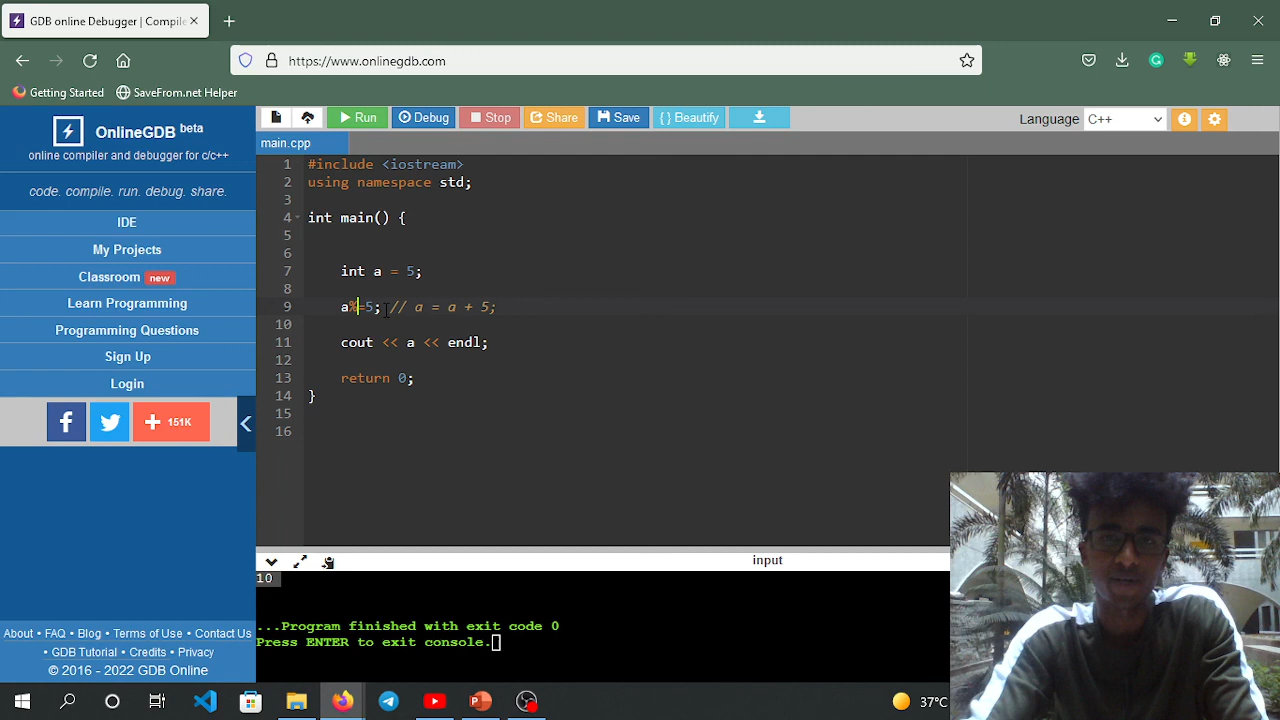 GDB online Debugger | Compile
https://www.onlinegdb.com
Getting Started
SaveFrom.net Helper
OnlineGDB beta
online compiler and debugger for c/c++
code. compile. run. debug. share.
IDE
My Projects
Classroom new
Learn Programming
Programming Questions
Sign Up
Login
f
+ 151K
About • FAQ • Blog • Terms of Use • Contact Us
• GDB Tutorial • Credits • Privacy
© 2016 - 2022 GDB Online
Run Debug Stop Share Save { } Beautify
Language C++
main.cpp
1 #include <iostream>
2 using namespace std;
3
4 int main() {
5
6
7 int a = 5;
8
9 a%=5; // a = a + 5;
10
11 cout << a << endl;
12
13 return 0;
14 }
15
16
input
10
...Program finished with exit code 0
Press ENTER to exit console.
37°C